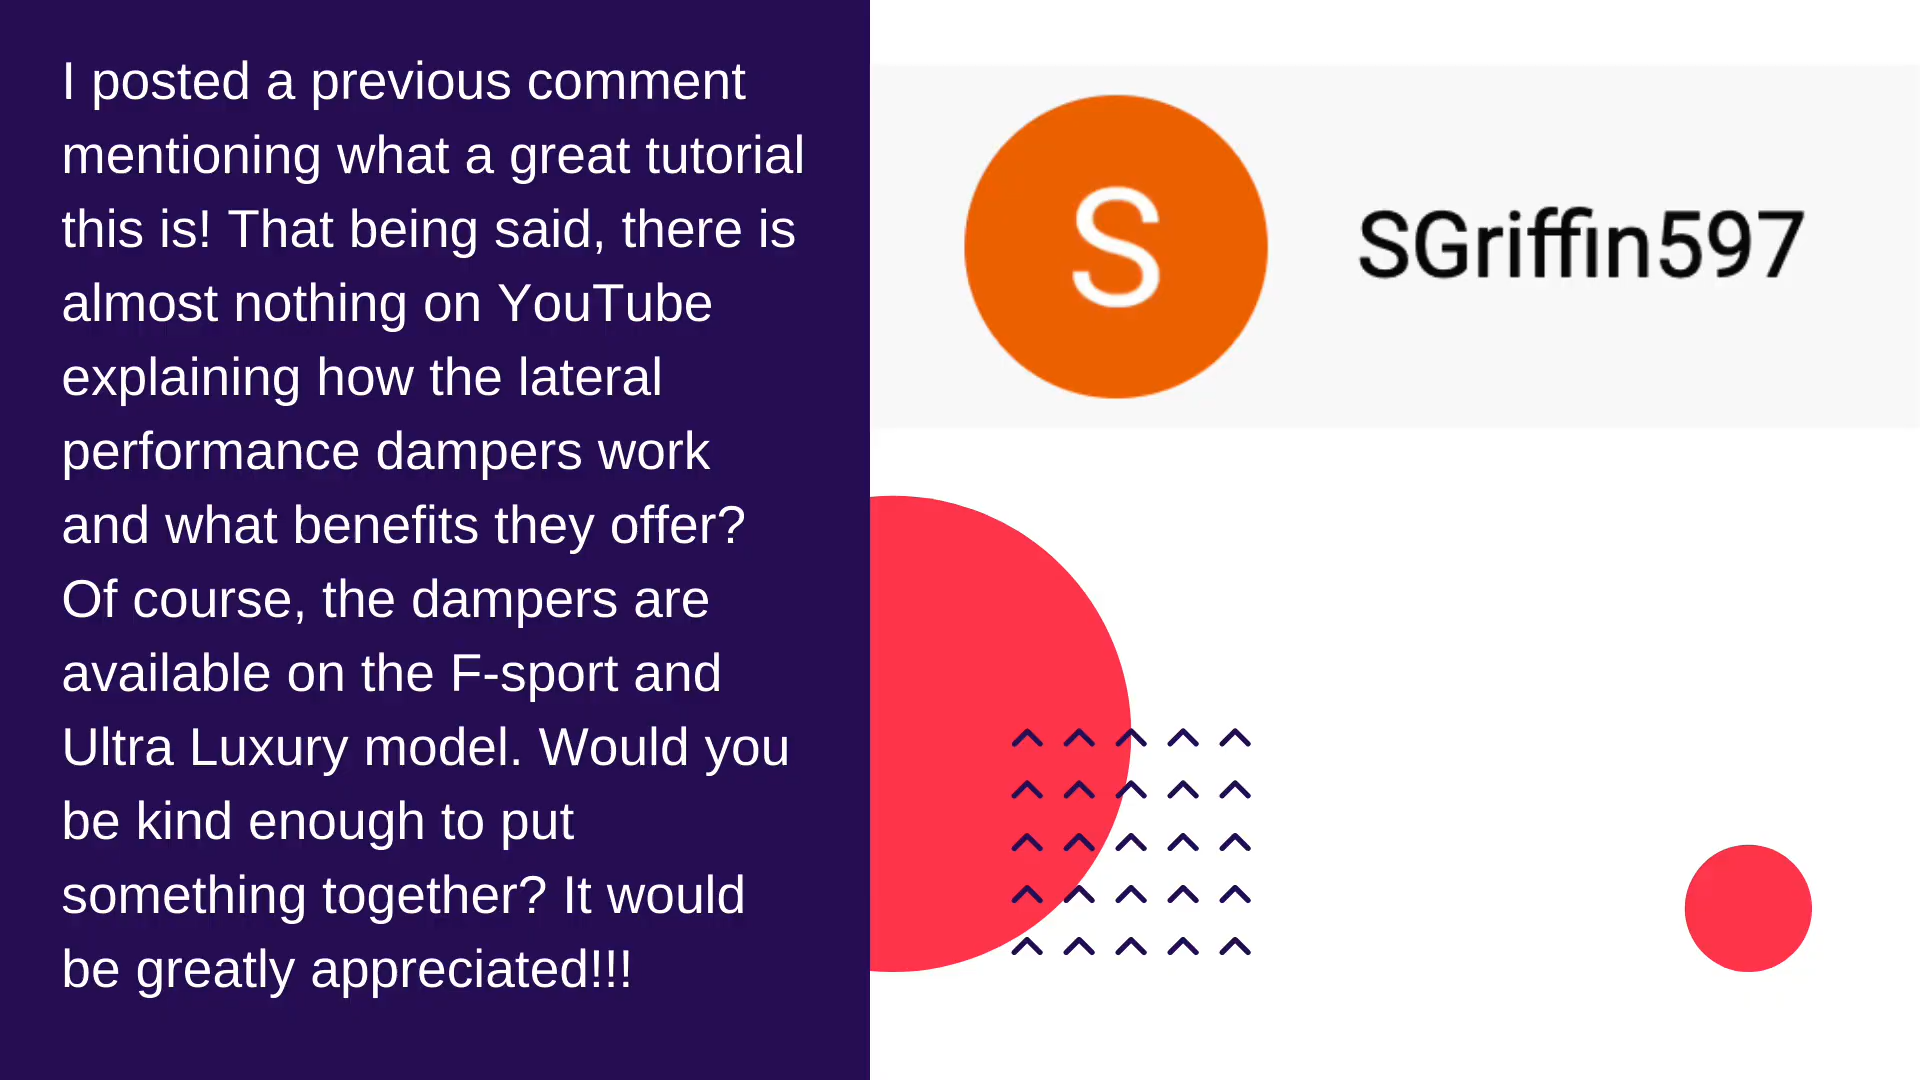 I posted a previous comment
mentioning what a great tutorial
this is! That being said, there is
almost nothing on YouTube
explaining how the lateral
performance dampers work
and what benefits they offer?
Of course, the dampers are
available on the F-sport and
Ultra Luxury model. Would you
be kind enough to put
something together? It would
be greatly appreciated!!!
S
SGriffin597